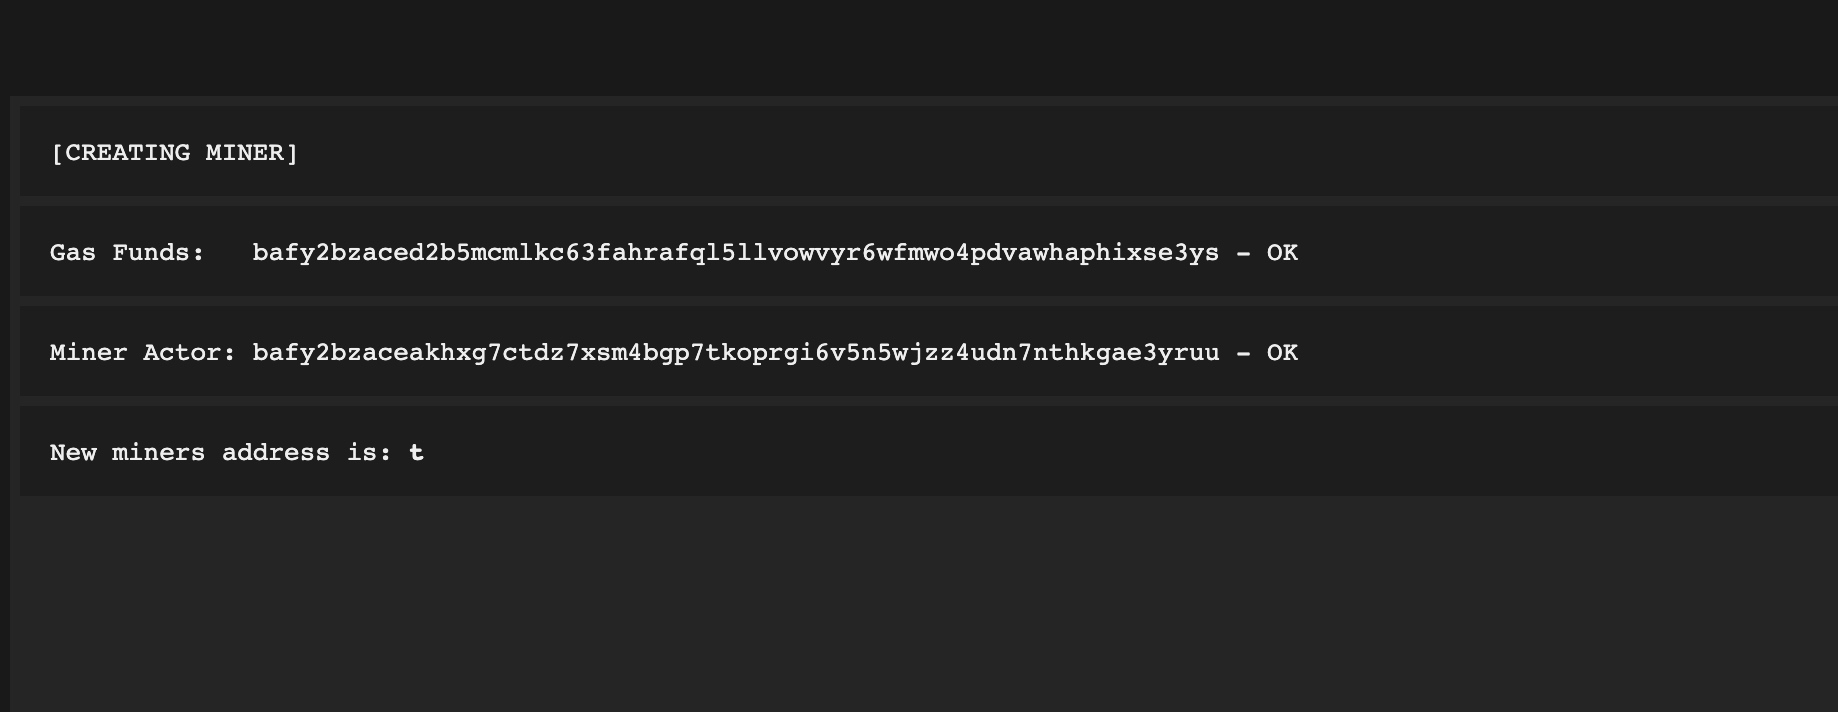 [CREATING MINER]
Gas Funds:   bafy2bzaced2b5mcmlkc63fahrafql5llvowvyr6wfmwo4pdvawhaphixse3ys - OK
Miner Actor: bafy2bzaceakhxg7ctdz7xsm4bgp7tkoprgi6v5n5wjzz4udn7nthkgae3yruu - OK
New miners address is: t